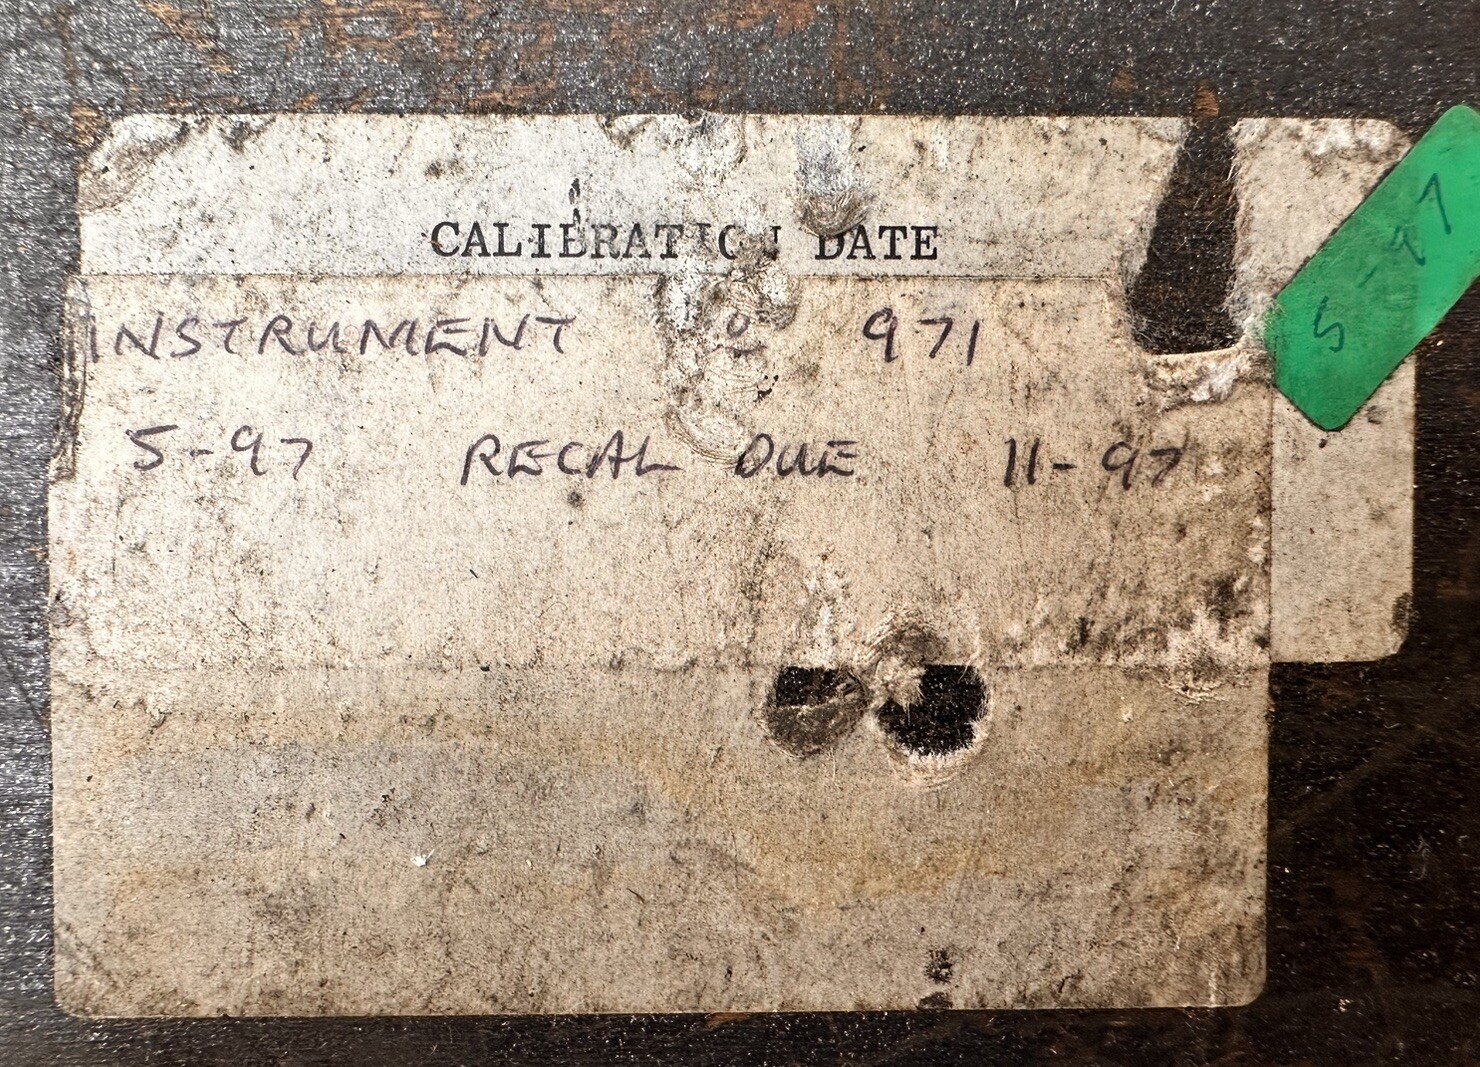 CALIBRATION DATE
INSTRUMENT 971
5-97 RECAL DUE 11-97
5-97